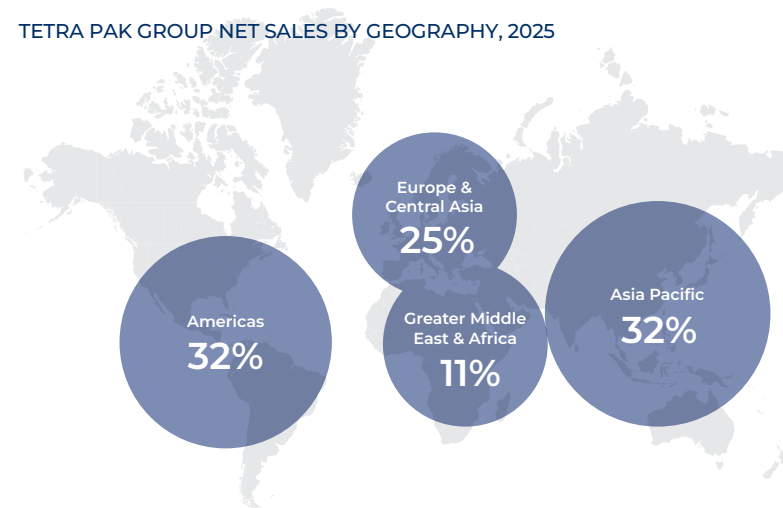 TETRA PAK GROUP NET SALES BY GEOGRAPHY, 2025
Europe &
Central Asia
25%
Americas
32%
Greater Middle
East & Africa
11%
Asia Pacific
32%